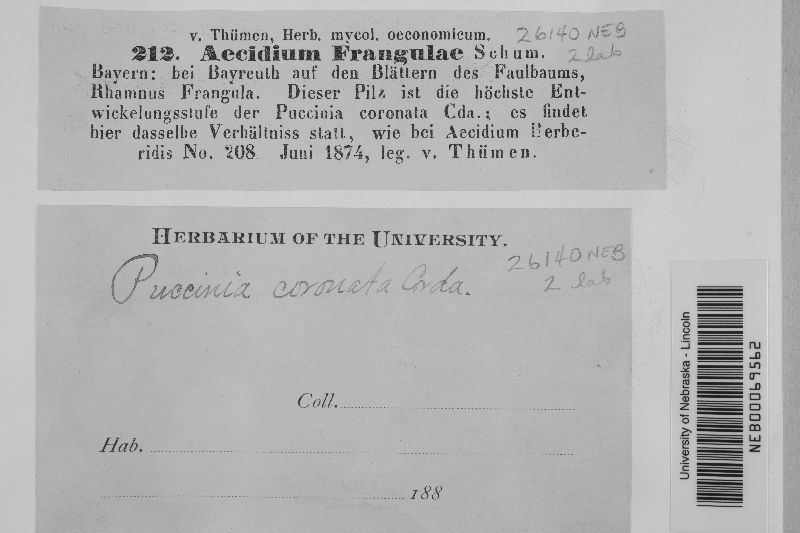 v. Thümen, Herb. mycol. oeconomicum. 26140 NEB
212. Aecidium Frangulae Schum. 2 lab
Bayern: bei Bayreuth auf den Blättern des Faulbaums,
Rhamnus Frangula. Dieser Pilz ist die höchste Ent-
wickelungsstufe der Puccinia coronata Cda.; es findet
hier dasselbe Verhältniss statt, wie bei Aecidium Berbe-
ridis No. 208. Juni 1874, leg. v. Thümen.
HERBARIUM OF THE UNIVERSITY.
26140 NEB
Puccinia coronata Corda.
2 lab
Coll.
Hab.
188
University of Nebraska - Lincoln
NEB00069562